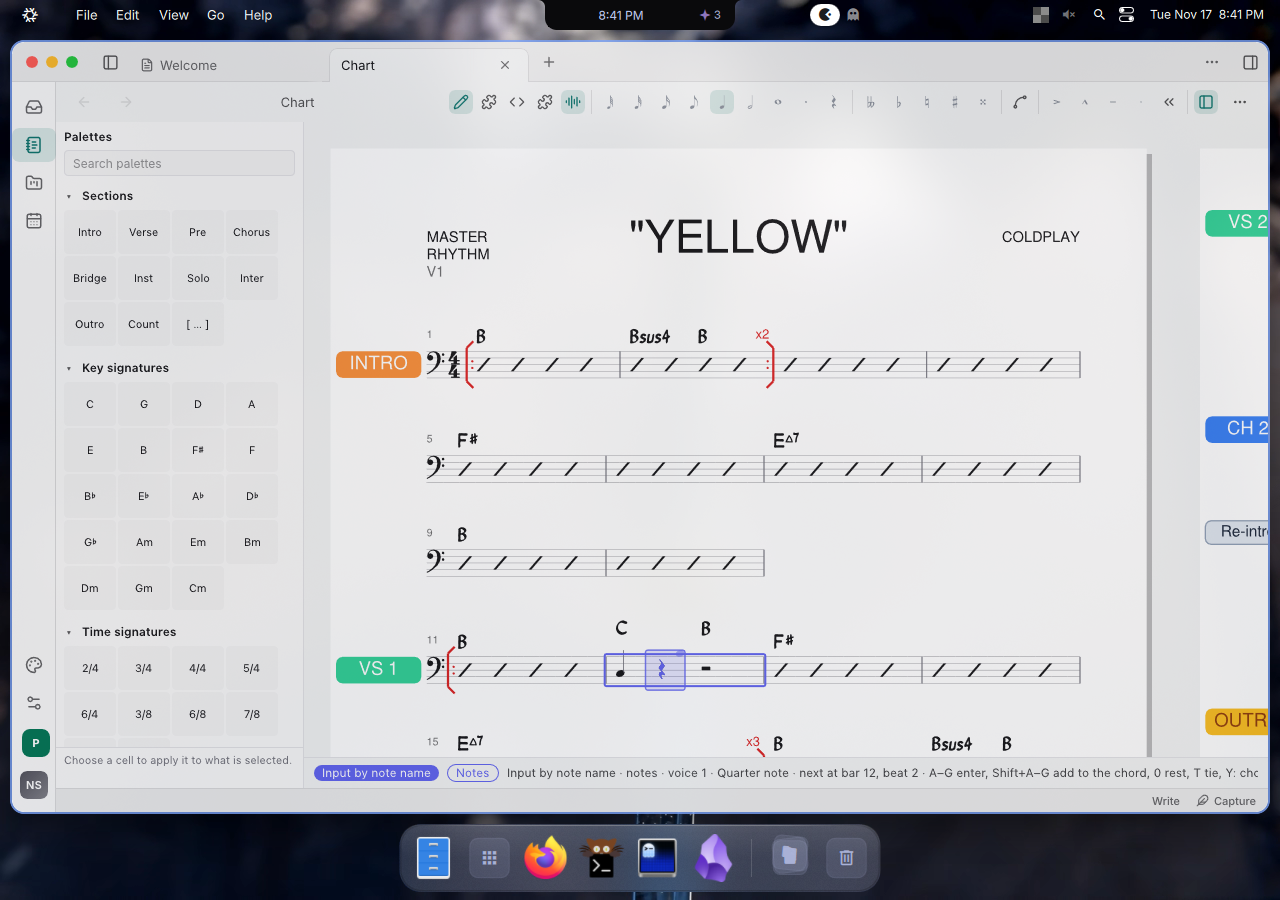 File Edit View Go Help
8:41 PM
3
Tue Nov 17 8:41 PM
Welcome
Chart
Chart
Palettes
Search palettes
Sections
Intro Verse Pre Chorus
Bridge Inst Solo Inter
Outro Count [ ... ]
Key signatures
C G D A
E B F# F
B♭ E♭ A♭ D♭
G♭ Am Em Bm
Dm Gm Cm
Time signatures
2/4 3/4 4/4 5/4
6/4 3/8 6/8 7/8
Choose a cell to apply it to what is selected.
P
NS
MASTER
RHYTHM
V1
"YELLOW"
COLDPLAY
1 B Bsus4 B x2
INTRO
4
4
5 F# E△7
9 B
11 B C B F#
VS 1
15 E△7 x3 B Bsus4 B
VS 2
CH 2
Re-intr
OUTR
Input by note name Notes Input by note name · notes · voice 1 · Quarter note · next at bar 12, beat 2 · A–G enter, Shift+A–G add to the chord, 0 rest, T tie, Y: cho
Write Capture